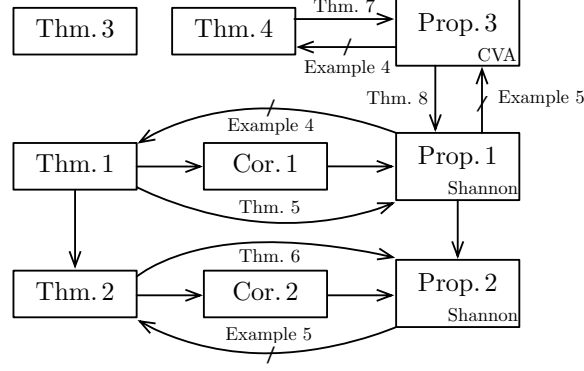 Thm. 7
Thm. 3
Thm. 4
Prop. 3
CVA
Example 4
Thm. 8
Example 5
Example 4
Thm. 1
Cor. 1
Prop. 1
Shannon
Thm. 5
Thm. 6
Thm. 2
Cor. 2
Prop. 2
Shannon
Example 5